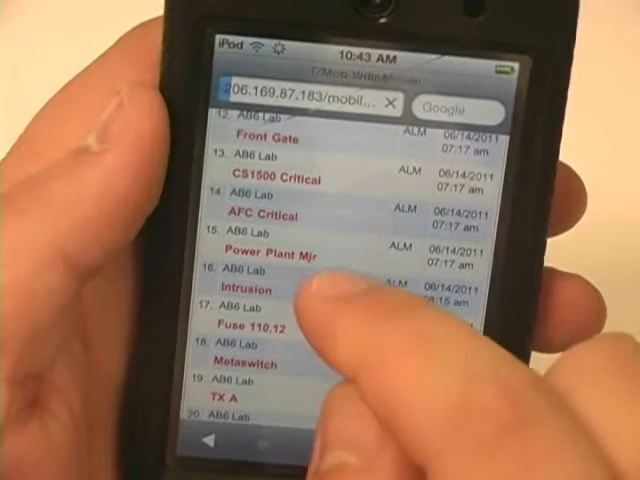 iPod 10:43 AM
206.169.87.183/mobil... Google
12. AB6 Lab
Front Gate ALM 06/14/2011
07:17 am
13. AB6 Lab
CS1500 Critical ALM 06/14/2011
07:17 am
14. AB6 Lab
AFC Critical ALM 06/14/2011
07:17 am
15. AB6 Lab
Power Plant Mjr ALM 06/14/2011
07:17 am
16. AB6 Lab
Intrusion 06/14/2011
17. AB6 Lab
Fuse 110.12
18. AB6 Lab
Metaswitch
19. AB6 Lab
TX A
20. AB6 Lab